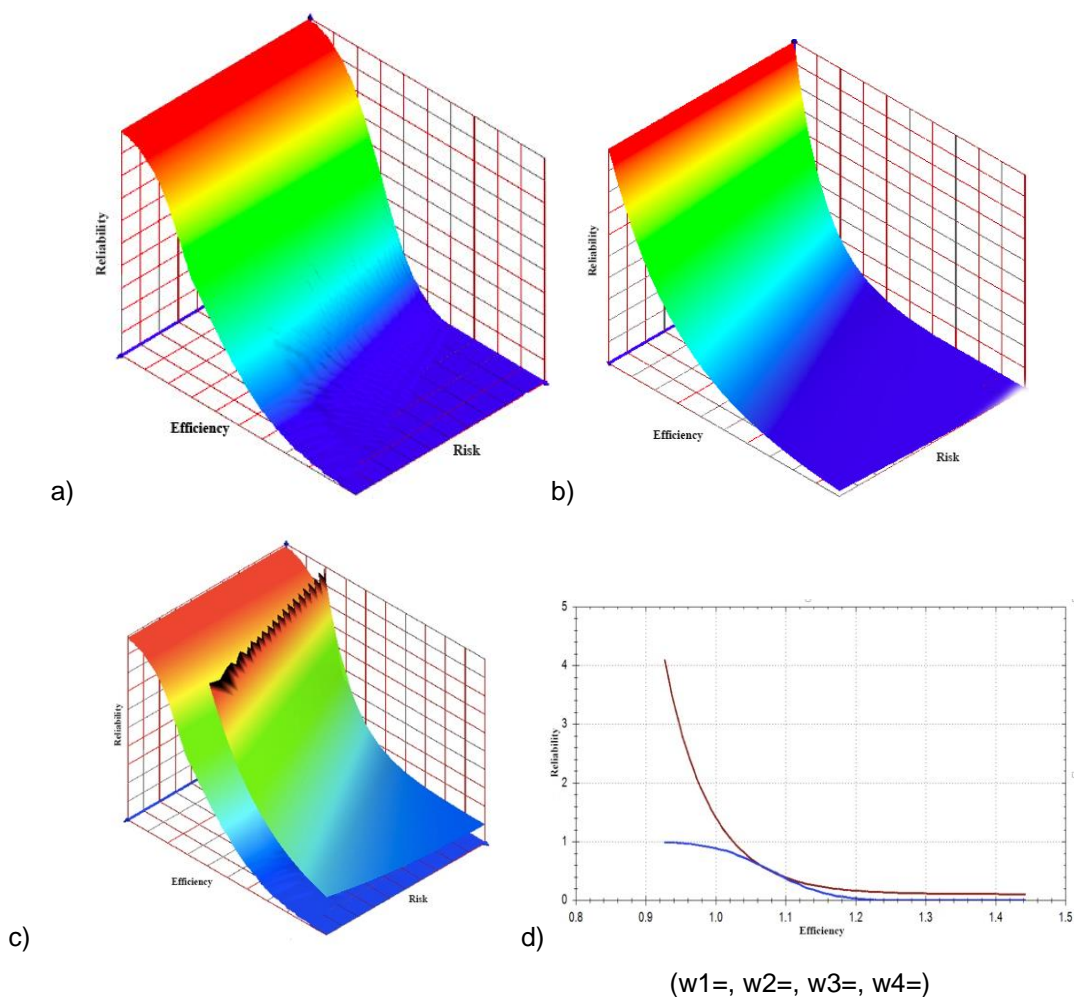 Reliability
Efficiency
Risk
a)
Reliability
Efficiency
Risk
b)
Reliability
Efficiency
Risk
c)
5
4
3
2
1
0
Reliability
0.8 0.9 1.0 1.1 1.2 1.3 1.4 1.5
Efficiency
d)
(w1=, w2=, w3=, w4=)